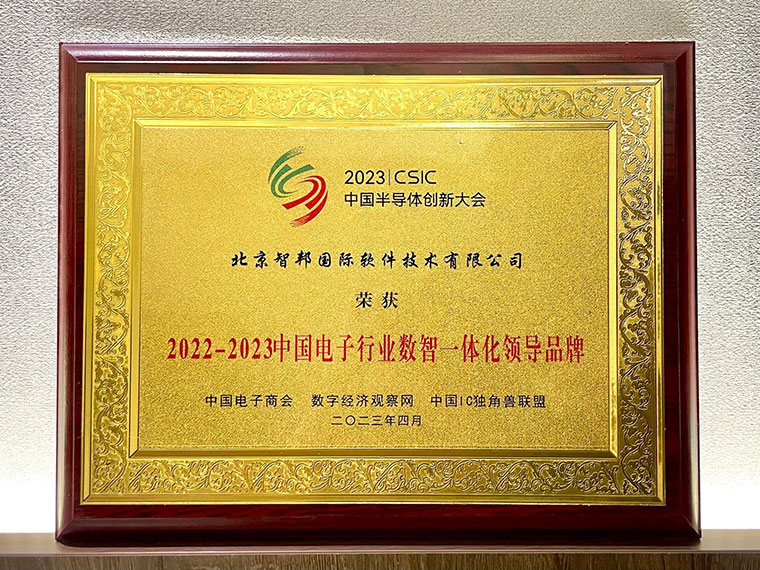 2023|CSIC
中国半导体创新大会
北京智邦国际软件技术有限公司
荣获
2022-2023中国电子行业数智一体化领导品牌
中国电子商会 数字经济观察网 中国IC独角兽联盟
二〇二三年四月